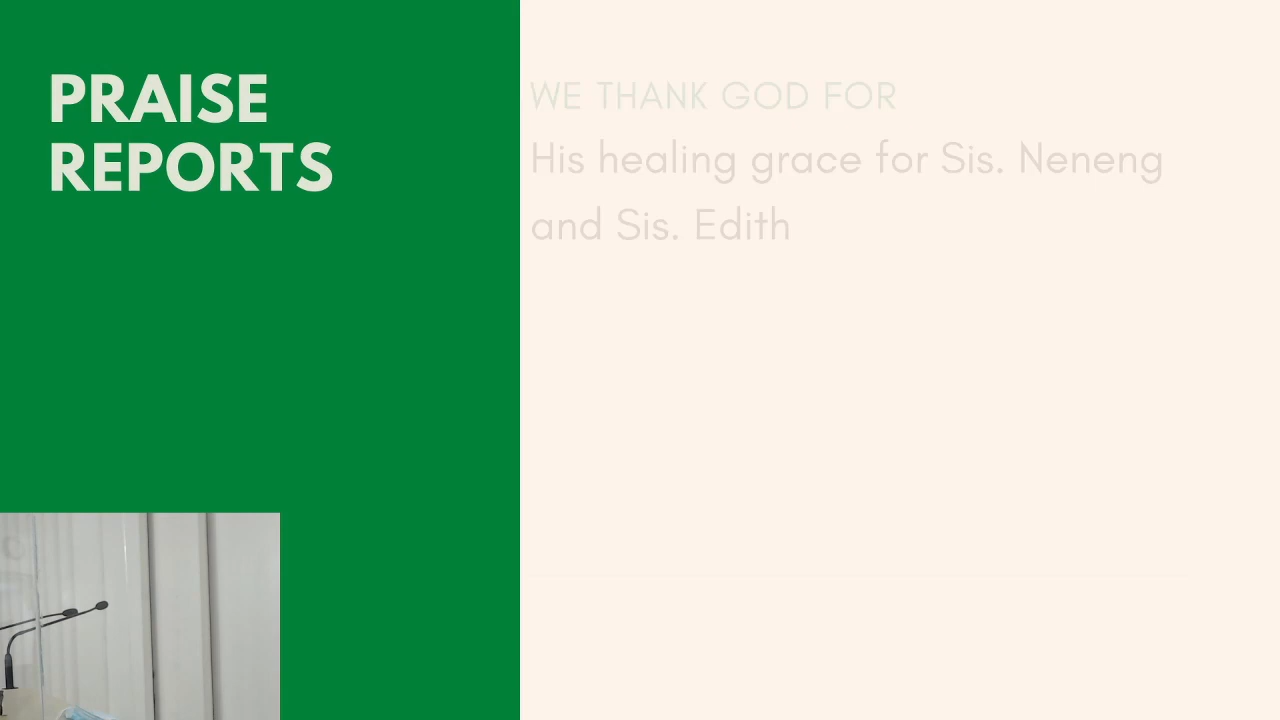 PRAISE
REPORTS
WE THANK GOD FOR
His healing grace for Sis. Neneng
and Sis. Edith